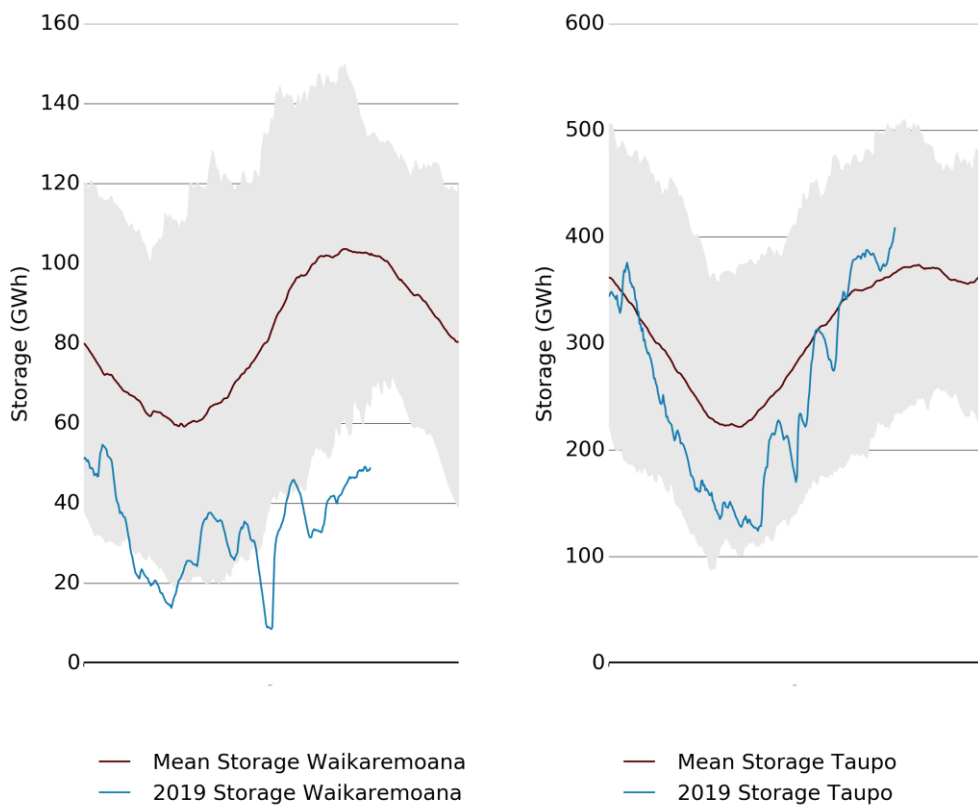 160
140
120
100
80
60
40
20
0
Storage (GWh)
Mean Storage Waikaremoana
2019 Storage Waikaremoana
600
500
400
300
200
100
0
Storage (GWh)
Mean Storage Taupo
2019 Storage Taupo